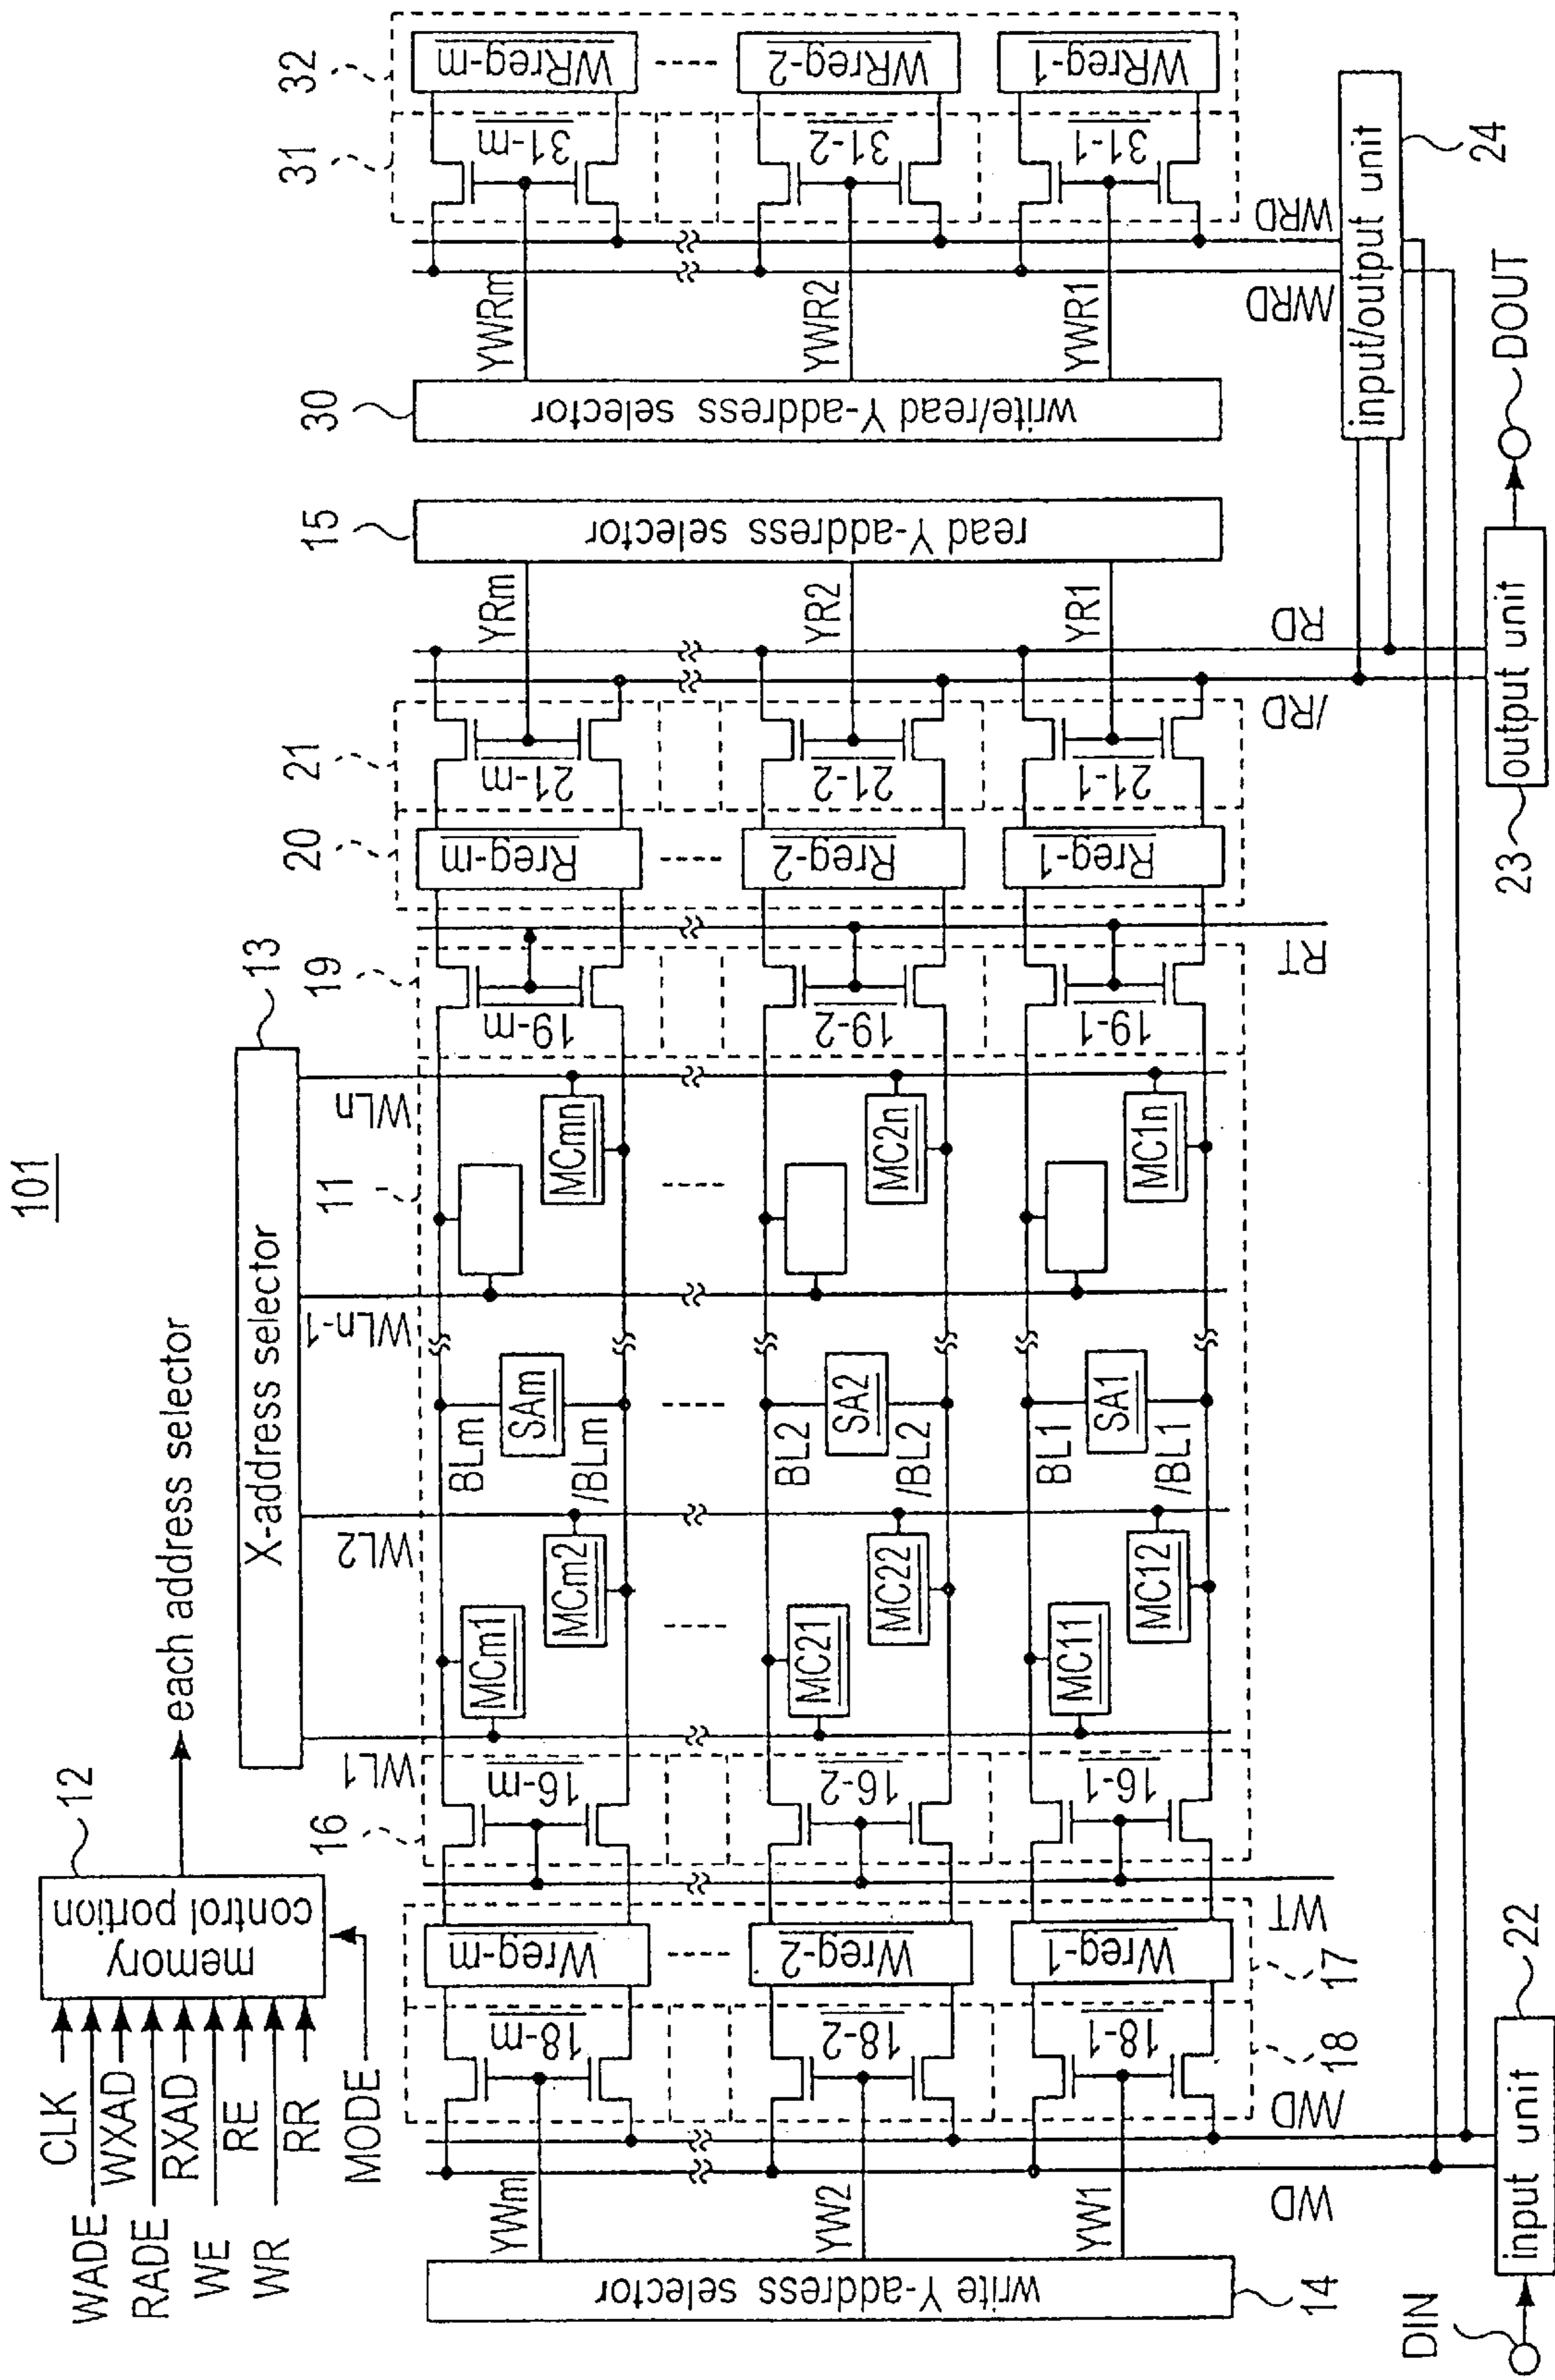 101
CLK
WADE
WXAD
RADE
RXAD
WE
RE
WR
RR
MODE
memory
control portion
12
each address selector
X-address selector
13
write Y-address selector
14
YWm
YW2
YW1
WD
/WD
18-m
18-2
18-1
18
Wreg-m
Wreg-2
Wreg-1
17
WT
16
16-m
16-2
16-1
WL1
WL2
WLn-1
WLn
11
MCm1
MCm2
MCmn
MC21
MC22
MC2n
MC11
MC12
MC1n
BLm
/BLm
SAm
BL2
/BL2
SA2
BL1
/BL1
SA1
19
19-m
19-2
19-1
RT
20
Rreg-m
Rreg-2
Rreg-1
21
21-m
21-2
21-1
/RD
RD
YRm
YR2
YR1
read Y-address selector
15
write/read Y-address selector
30
YWRm
YWR2
YWR1
/WRD
WRD
31
31-m
31-2
31-1
32
WRreg-m
WRreg-2
WRreg-1
DIN
input unit
22
output unit
23
DOUT
input/output unit
24